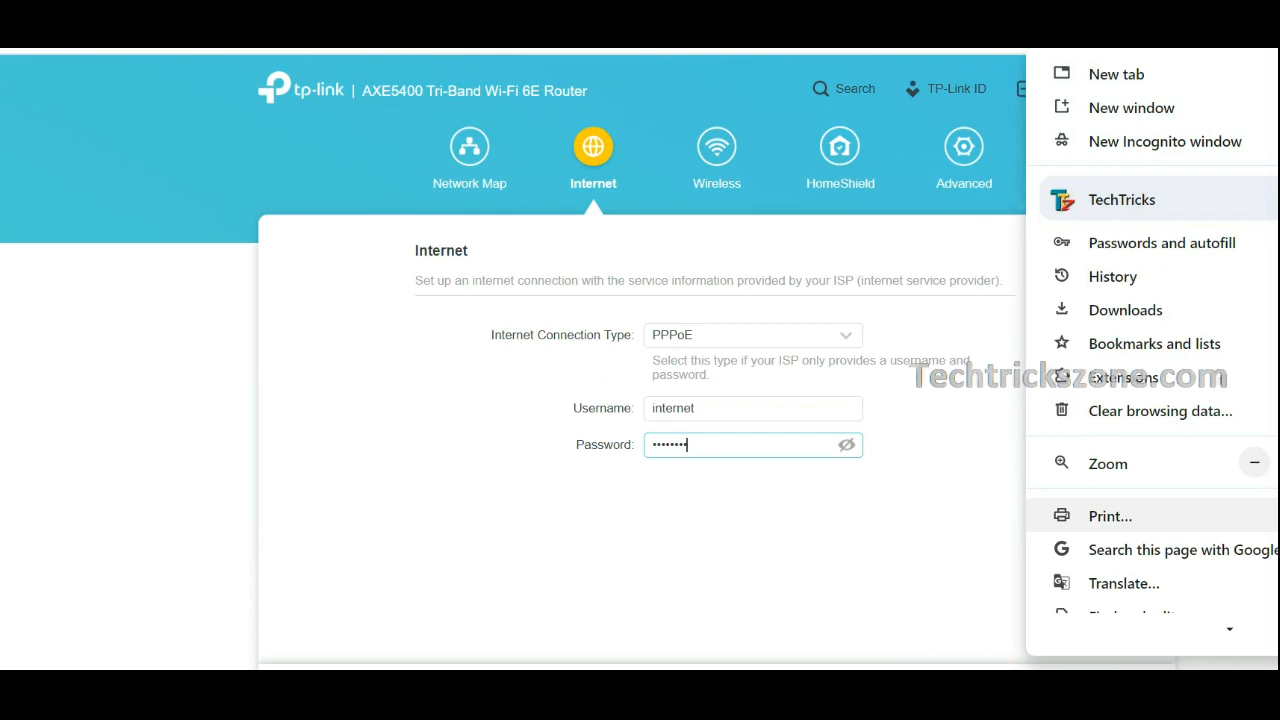 tp-link | AXE5400 Tri-Band Wi-Fi 6E Router
Search
TP-Link ID
Network Map
Internet
Wireless
HomeShield
Advanced
Internet
Set up an internet connection with the service information provided by your ISP (internet service provider).
Internet Connection Type: PPPoE
Select this type if your ISP only provides a username and
password.
Username: internet
Password: ••••••••
New tab
New window
New Incognito window
TechTricks
Passwords and autofill
History
Downloads
Bookmarks and lists
Extensions
Techtrickszone.com
Clear browsing data...
Zoom −
Print...
Search this page with Google
Translate...